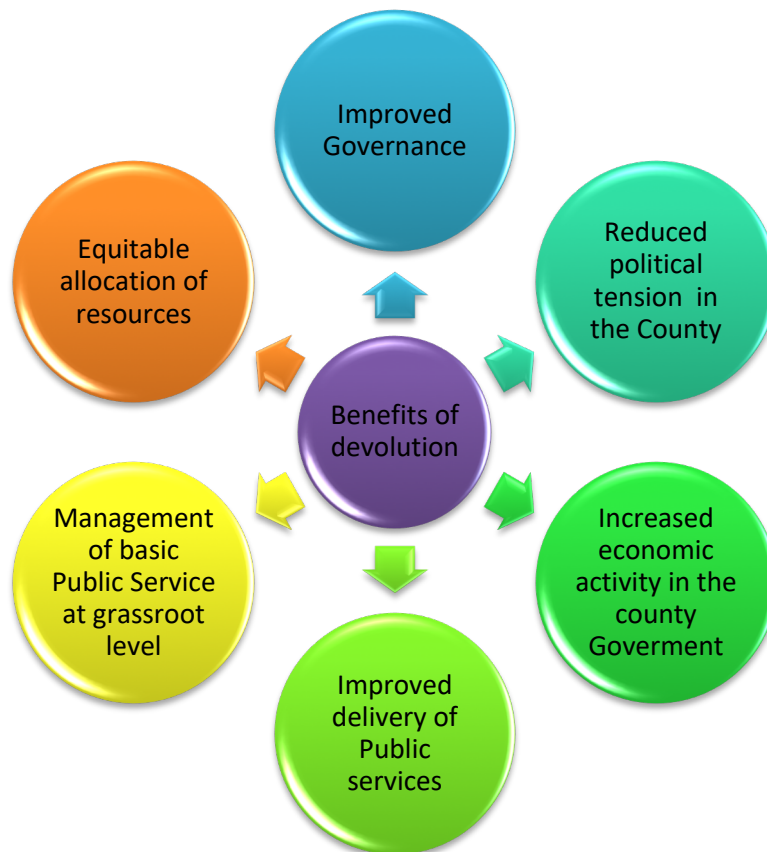 Improved
Governance
Equitable
allocation of
resources
Reduced
political
tension in
the County
Benefits of
devolution
Management
of basic
Public Service
at grassroot
level
Increased
economic
activity in the
county
Goverment
Improved
delivery of
Public
services